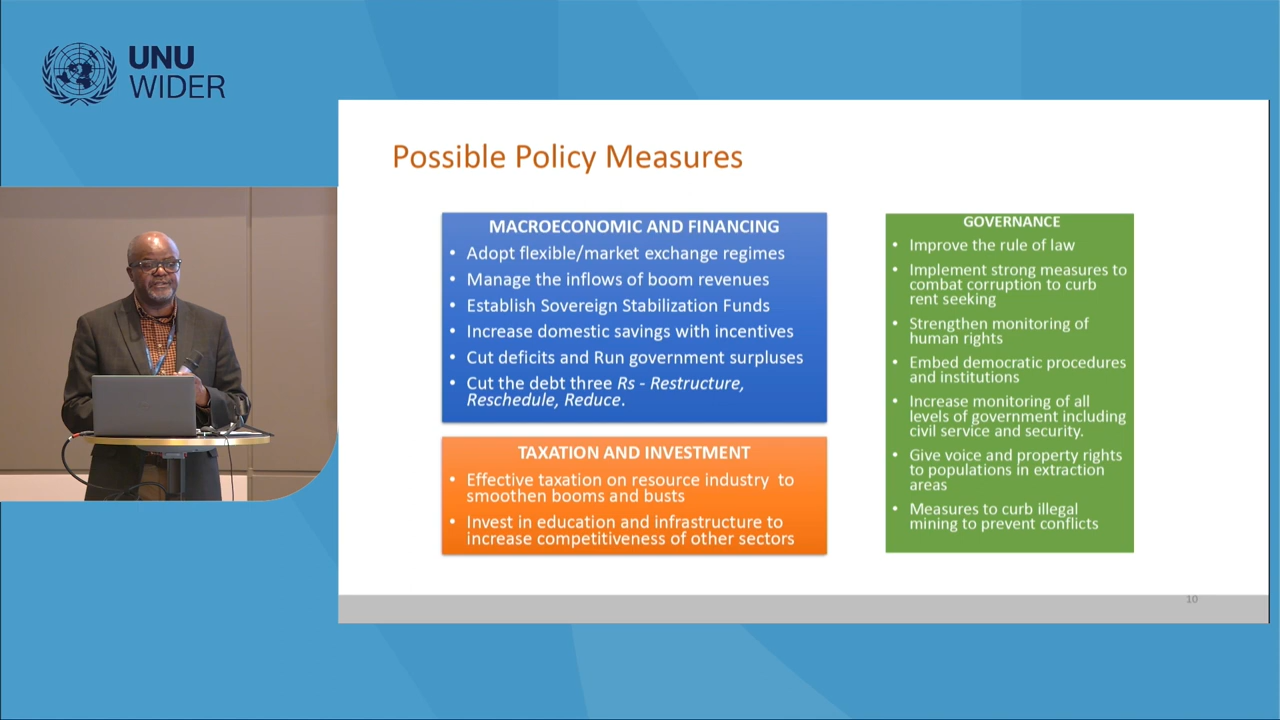 UNU
WIDER
Possible Policy Measures
MACROECONOMIC AND FINANCING
• Adopt flexible/market exchange regimes
• Manage the inflows of boom revenues
• Establish Sovereign Stabilization Funds
• Increase domestic savings with incentives
• Cut deficits and Run government surpluses
• Cut the debt three Rs - Restructure,
Reschedule, Reduce.
TAXATION AND INVESTMENT
• Effective taxation on resource industry to
smoothen booms and busts
• Invest in education and infrastructure to
increase competitiveness of other sectors
GOVERNANCE
• Improve the rule of law
• Implement strong measures to
combat corruption to curb
rent seeking
• Strengthen monitoring of
human rights
• Embed democratic procedures
and institutions
• Increase monitoring of all
levels of government including
civil service and security.
• Give voice and property rights
to populations in extraction
areas
• Measures to curb illegal
mining to prevent conflicts
10